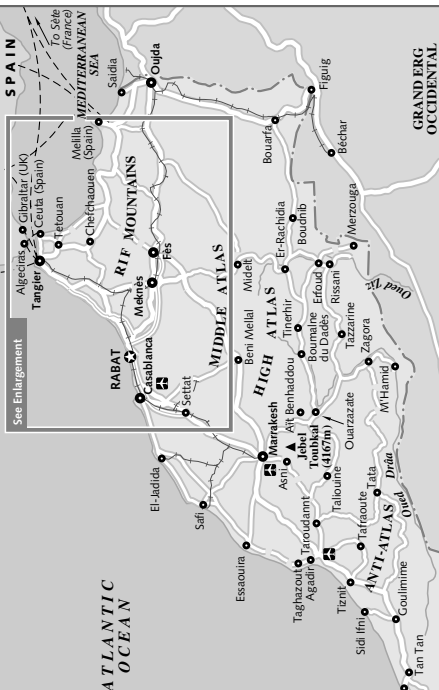 SPAIN
To Sète
(France)
MEDITERRANEAN
SEA
Algeciras
Gibraltar (UK)
Ceuta (Spain)
Tangier
Tetouan
Chefchaouen
Melilla
(Spain)
Saidia
Oujda
See Enlargement
RIF MOUNTAINS
RABAT
Casablanca
Meknès
Fès
Settat
MIDDLE ATLAS
El-Jadida
Safi
Beni Mellal
Midelt
Bouarfa
Figuig
Béchar
Er-Rachidia
Boudnib
GRAND ERG
OCCIDENTAL
ATLANTIC
OCEAN
Essaouira
Marrakesh
HIGH ATLAS
Tinerhir
Erfoud
Rissani
Merzouga
Asni
Jebel
Toubkal
(4167m)
Aït Benhaddou
Boumalne
du Dadès
Ouarzazate
Tazzarine
Oued Ziz
Zagora
M'Hamid
Taghazout
Agadir
Taroudannt
Taliouine
Tiznit
Tafraoute
Tata
ANTI-ATLAS
Oued
Drâa
Sidi Ifni
Goulimime
Tan Tan